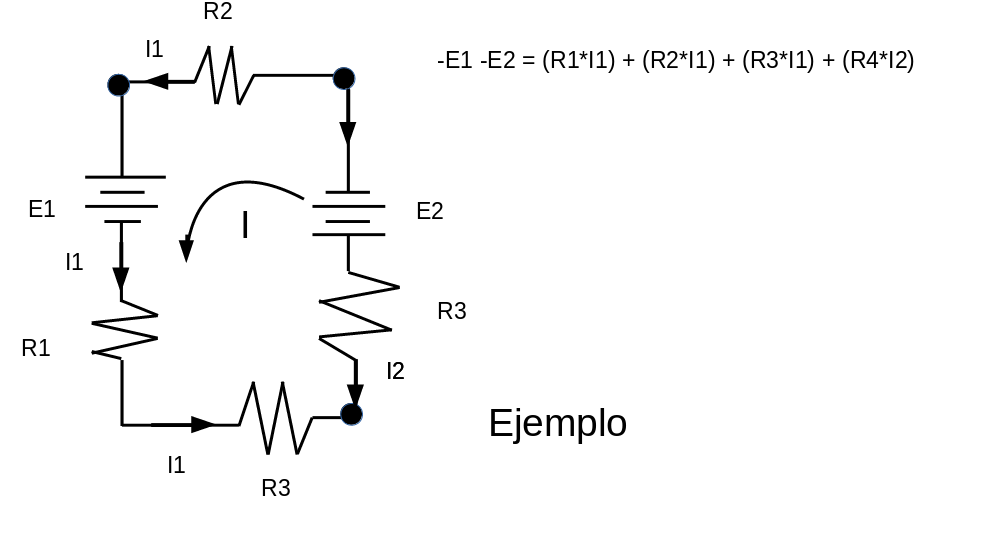 R2
I1
-E1 -E2 = (R1*I1) + (R2*I1) + (R3*I1) + (R4*I2)
E1
I
E2
I1
R3
R1
I2
Ejemplo
I1
R3